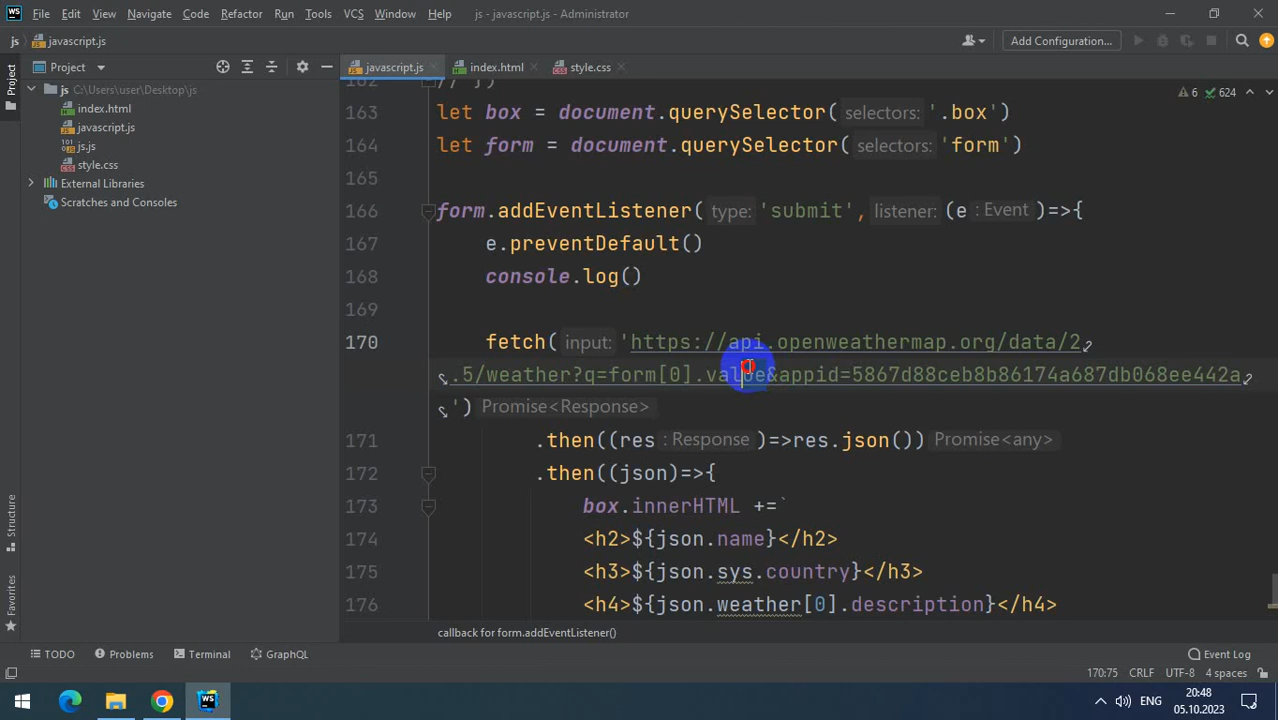 File Edit View Navigate Code Refactor Run Tools VCS Window Help js - javascript.js - Administrator
js javascript.js Add Configuration...
Project javascript.js index.html style.css
Project
js C:\Users\user\Desktop\js
index.html
javascript.js
js.js
style.css
External Libraries
Scratches and Consoles
6 624
163 let box = document.querySelector( selectors: '.box')
164 let form = document.querySelector( selectors: 'form')
165
166 form.addEventListener( type: 'submit', listener: (e : Event )=>{
167 e.preventDefault()
168 console.log()
169
170 fetch( input: 'https://api.openweathermap.org/data/2
.5/weather?q=form[0].value&appid=5867d88ceb8b86174a687db068ee442a
') Promise<Response>
171 .then((res : Response )=>res.json()) Promise<any>
172 .then((json)=>{
173 box.innerHTML +=`
174 <h2>${json.name}</h2>
175 <h3>${json.sys.country}</h3>
176 <h4>${json.weather[0].description}</h4>
callback for form.addEventListener()
Structure
Favorites
TODO Problems Terminal GraphQL Event Log
170:75 CRLF UTF-8 4 spaces
ENG 20:48
05.10.2023